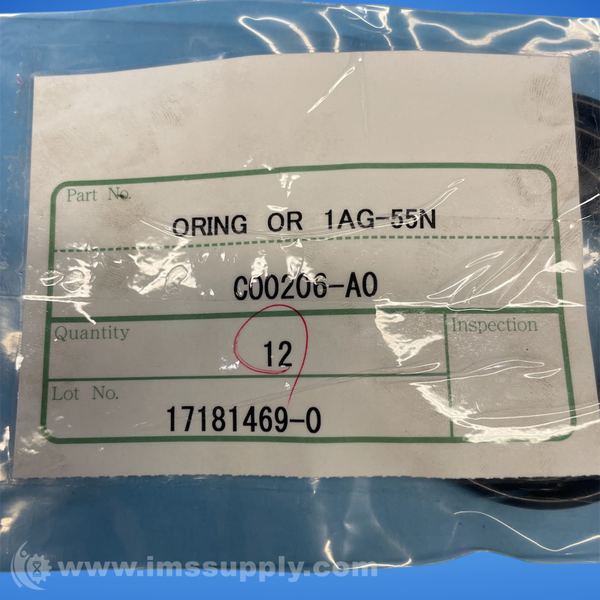 Part No.
ORING OR 1AG-55N
C00206-A0
Quantity
12
Inspection
Lot No.
17181469-0
www.imssupply.com